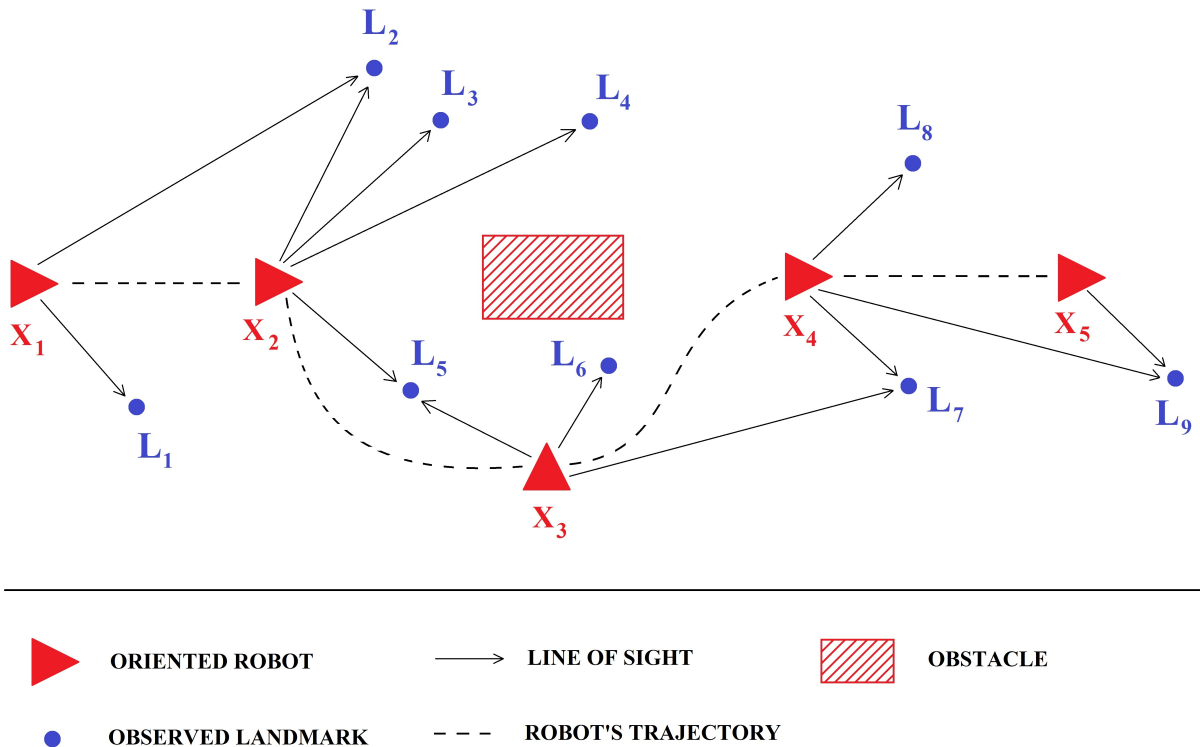 L2
L3
L4
L8
X1
X2
X4
X5
L5
L6
L7
L9
L1
X3
ORIENTED ROBOT
LINE OF SIGHT
OBSTACLE
OBSERVED LANDMARK
ROBOT'S TRAJECTORY